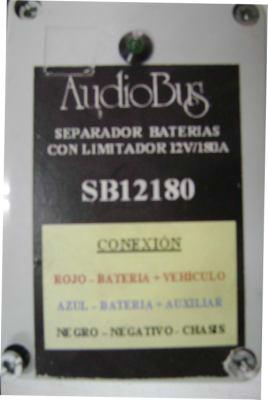 AudioBus
SEPARADOR BATERIAS
CON LIMITADOR 12V/180A
SB12180
CONEXIÓN
ROJO - BATERIA + VEHICULO
AZUL - BATERIA + AUXILIAR
NEGRO - NEGATIVO - CHASIS